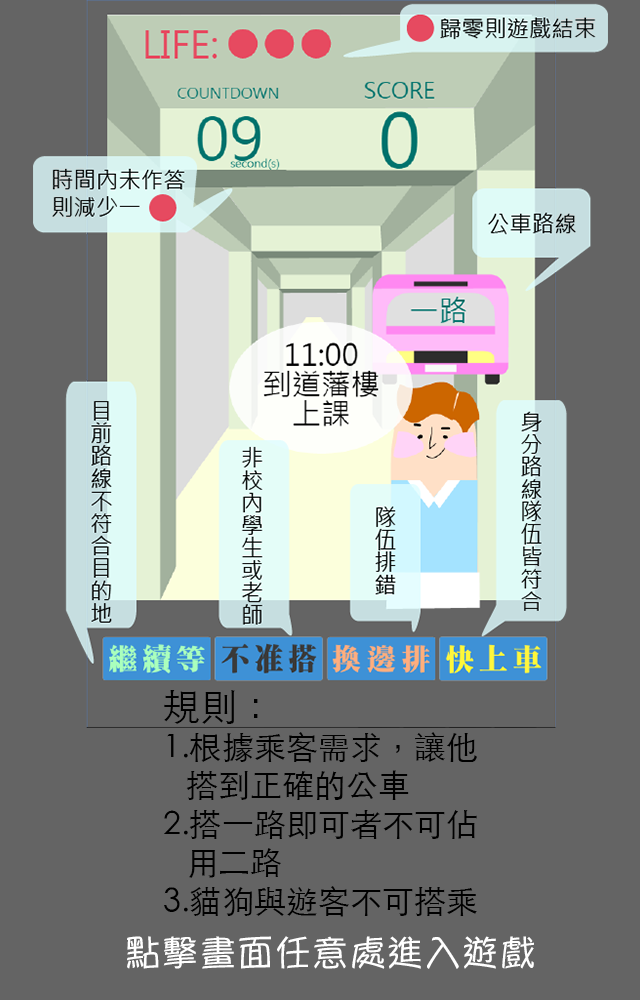 LIFE:
歸零則遊戲結束
COUNTDOWN
SCORE
09
second(s)
0
時間內未作答
則減少一
公車路線
一路
11:00
到道藩樓
上課
目前路線不符合目的地
非校內學生或老師
隊伍排錯
身分路線隊伍皆符合
繼續等
不准搭
換邊排
快上車
規則：
1.根據乘客需求，讓他
搭到正確的公車
2.搭一路即可者不可佔
用二路
3.貓狗與遊客不可搭乘
點擊畫面任意處進入遊戲